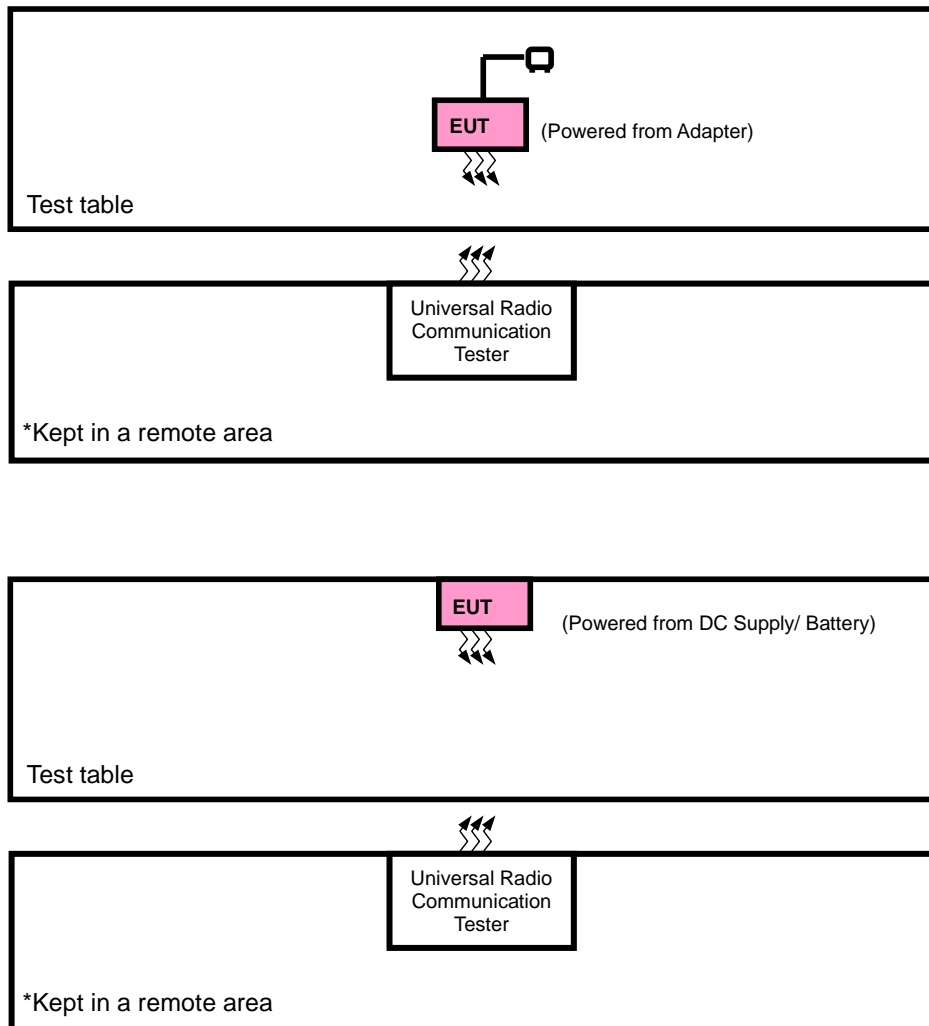 EUT
(Powered from Adapter)
Test table
Universal Radio
Communication
Tester
*Kept in a remote area
EUT
(Powered from DC Supply/ Battery)
Test table
Universal Radio
Communication
Tester
*Kept in a remote area